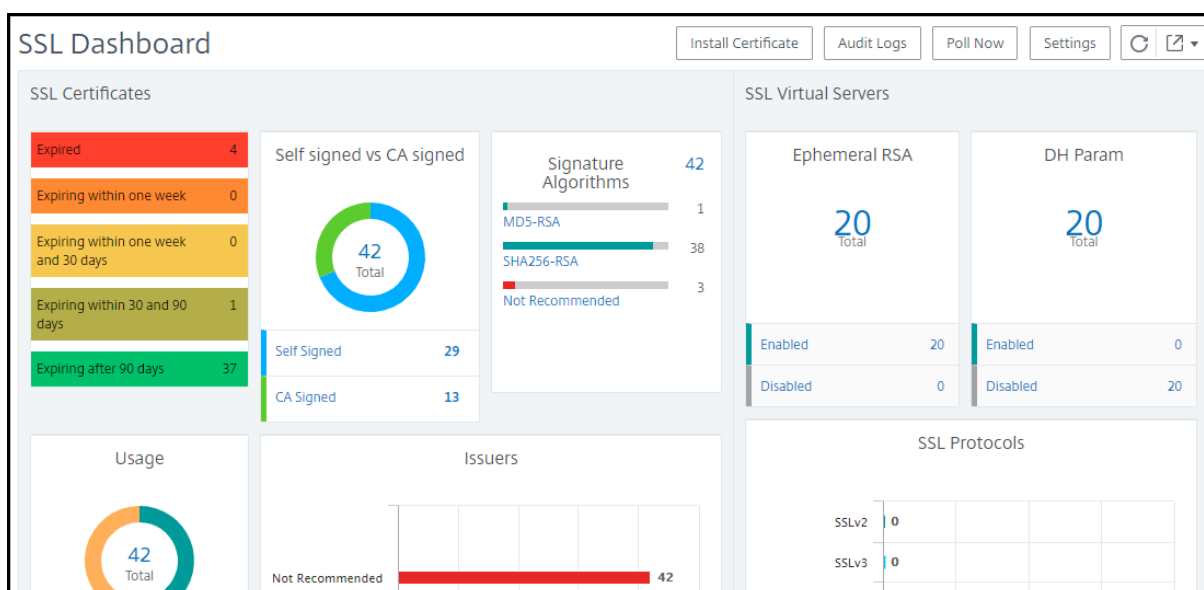 SSL Dashboard
Install Certificate
Audit Logs
Poll Now
Settings
SSL Certificates
Expired 4
Expiring within one week 0
Expiring within one week 0
and 30 days
Expiring within 30 and 90 1
days
Expiring after 90 days 37
Self signed vs CA signed
42
Total
Self Signed 29
CA Signed 13
Signature 42
Algorithms
1
MD5-RSA
38
SHA256-RSA
3
Not Recommended
Usage
42
Total
Issuers
Not Recommended 42
SSL Virtual Servers
Ephemeral RSA
20
Total
Enabled 20
Disabled 0
DH Param
20
Total
Enabled 0
Disabled 20
SSL Protocols
SSLv2 0
SSLv3 0